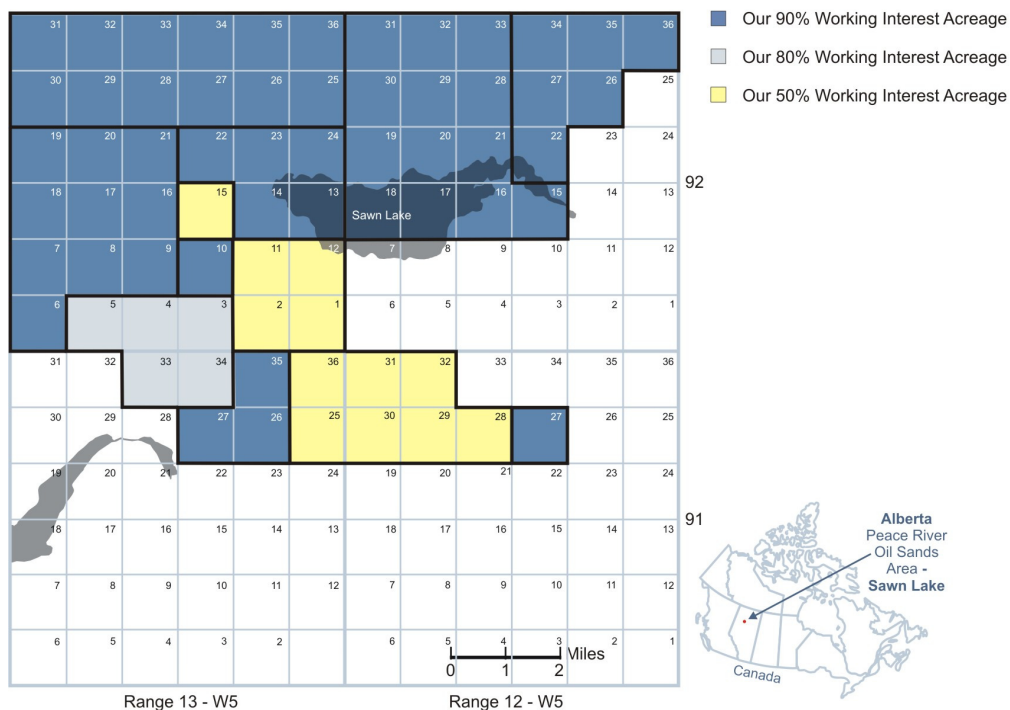 31 32 33 34 35 36 31 32 33 34 35 36
Our 90% Working Interest Acreage
Our 80% Working Interest Acreage
Our 50% Working Interest Acreage
30 29 28 27 26 25 30 29 28 27 26 25
19 20 21 22 23 24 19 20 21 22 23 24
92
18 17 16 15 14 13 18 17 16 15 14 13
Sawn Lake
7 8 9 10 11 12 7 8 9 10 11 12
6 5 4 3 2 1 6 5 4 3 2 1
31 32 33 34 35 36 31 32 33 34 35 36
30 29 28 27 26 25 30 29 28 27 26 25
19 20 21 22 23 24 19 20 21 22 23 24
91
18 17 16 15 14 13 18 17 16 15 14 13
7 8 9 10 11 12 7 8 9 10 11 12
6 5 4 3 2 6 5 4 3 2 1
Miles
0 1 2
Range 13 - W5
Range 12 - W5
Alberta
Peace River
Oil Sands
Area -
Sawn Lake
Canada